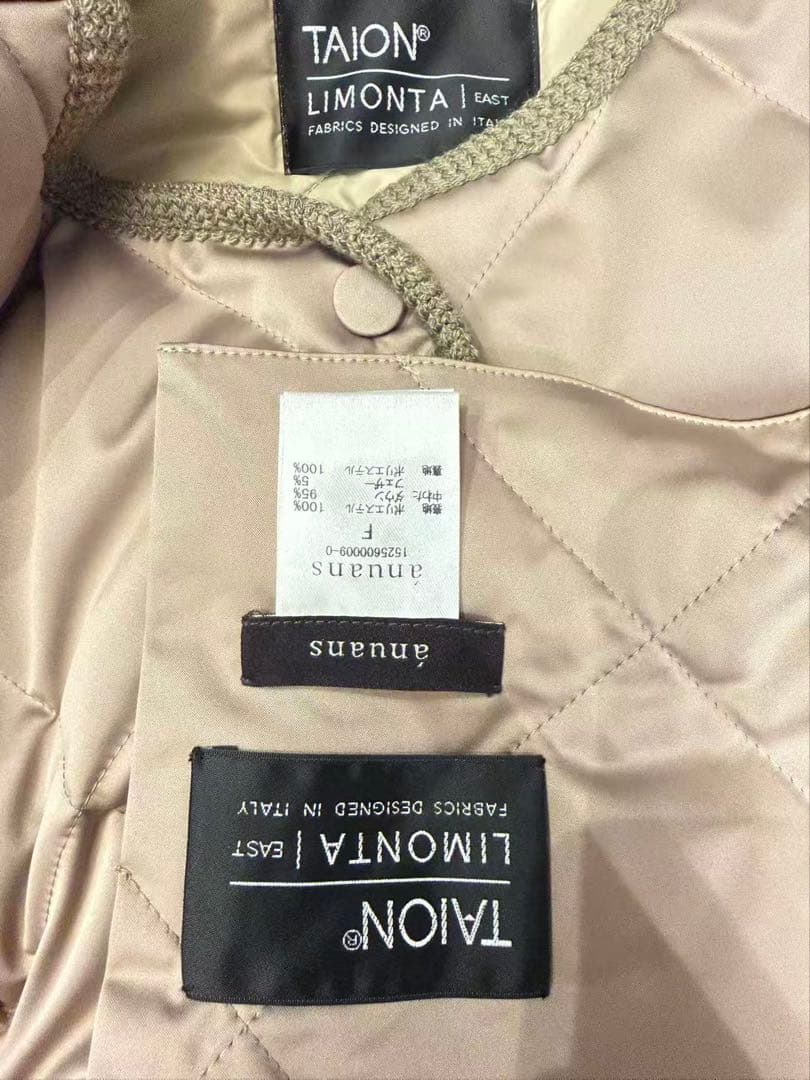 TAION®
LIMONTA | EAST
FABRICS DESIGNED IN ITA
ánuans
1525600009-0
F
表地 ポリエステル 100%
中わた ダウン 95%
フェザー 5%
裏地 ポリエステル 100%
ánuans
TAION®
LIMONTA | EAST
FABRICS DESIGNED IN ITALY